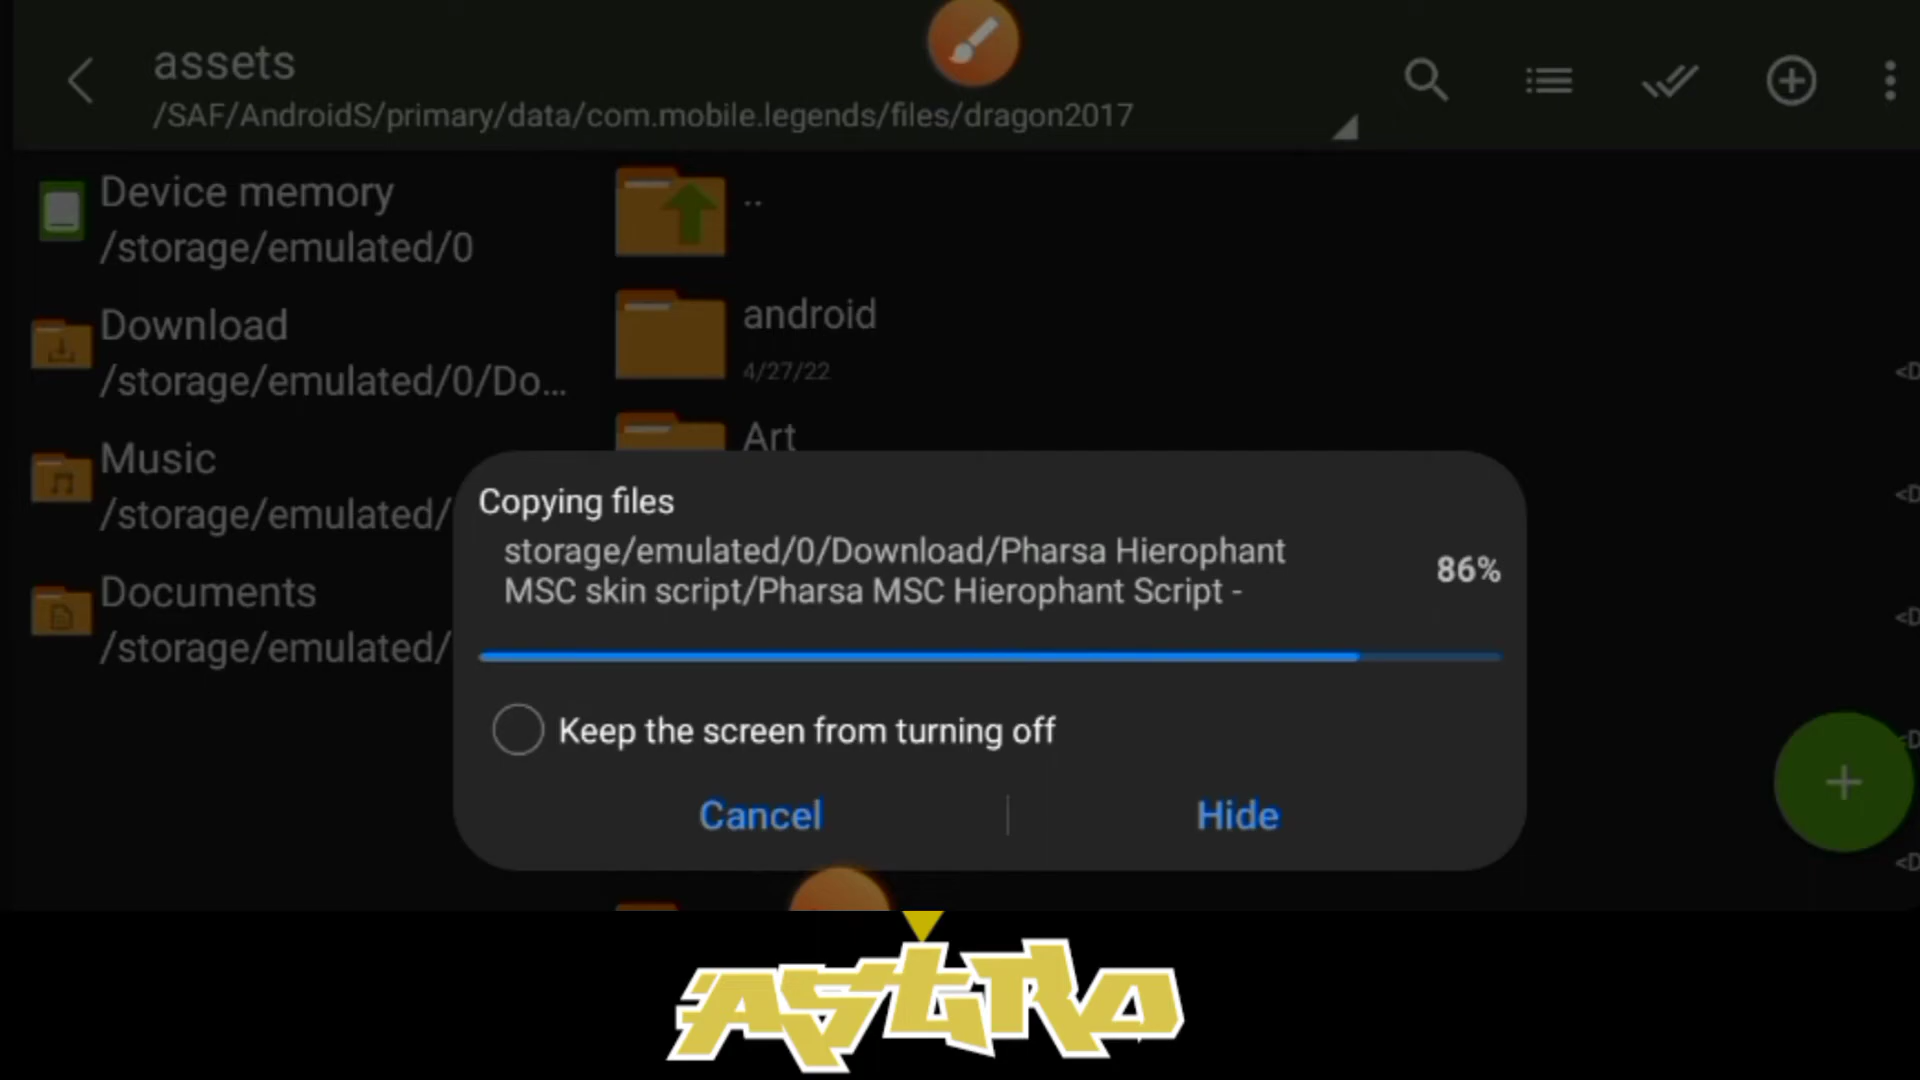 assets
/SAF/AndroidS/primary/data/com.mobile.legends/files/dragon2017
Device memory
/storage/emulated/0
Download
/storage/emulated/0/Do...
Music
/storage/emulated/
Documents
/storage/emulated/
..
android
4/27/22
<D
Art
<D
<D
<D
<D
Copying files
storage/emulated/0/Download/Pharsa Hierophant
MSC skin script/Pharsa MSC Hierophant Script -
86%
Keep the screen from turning off
Cancel
Hide
ASTRO